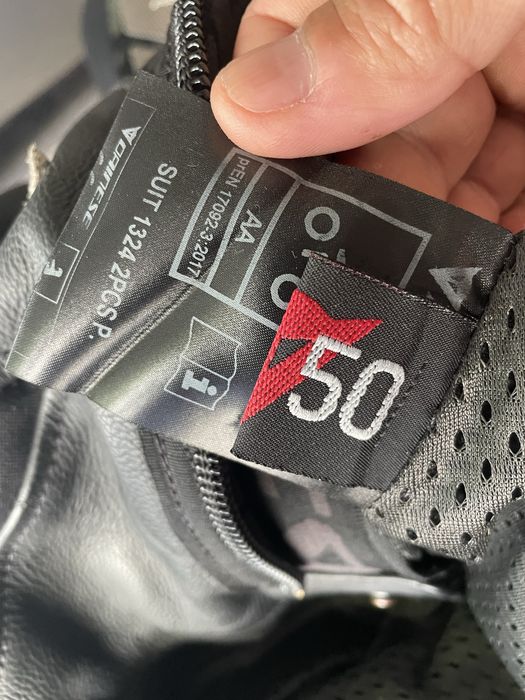 DAINESE
SUIT 1324 2PCS P.
prEN 17092-3:2017
AA
i
50